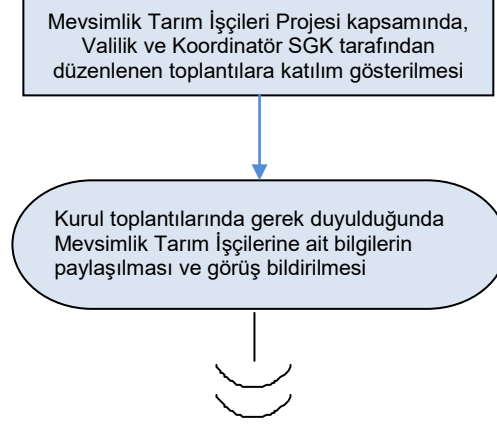 Mevsimlik Tarım İşçileri Projesi kapsamında,
Valilik ve Koordinatör SGK tarafından
düzenlenen toplantılara katılım gösterilmesi
Kurul toplantılarında gerek duyulduğunda
Mevsimlik Tarım İşçilerine ait bilgilerin
paylaşılması ve görüş bildirilmesi